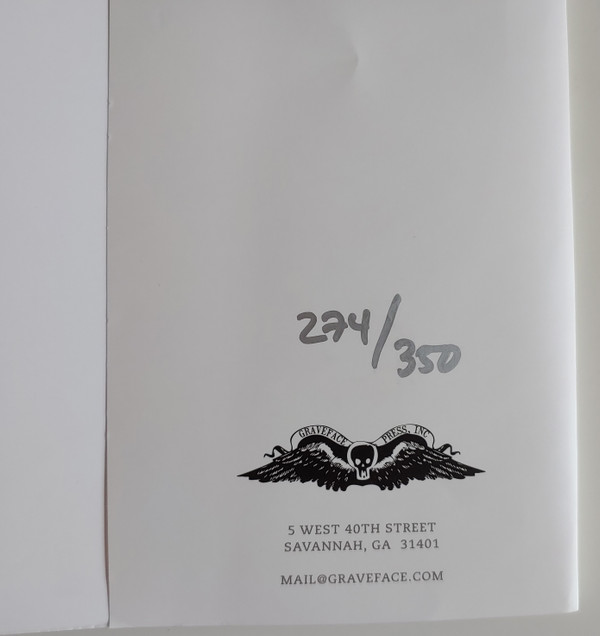 274/350
GRAVEFACE PRESS, INC
5 WEST 40TH STREET
SAVANNAH, GA 31401
MAIL@GRAVEFACE.COM